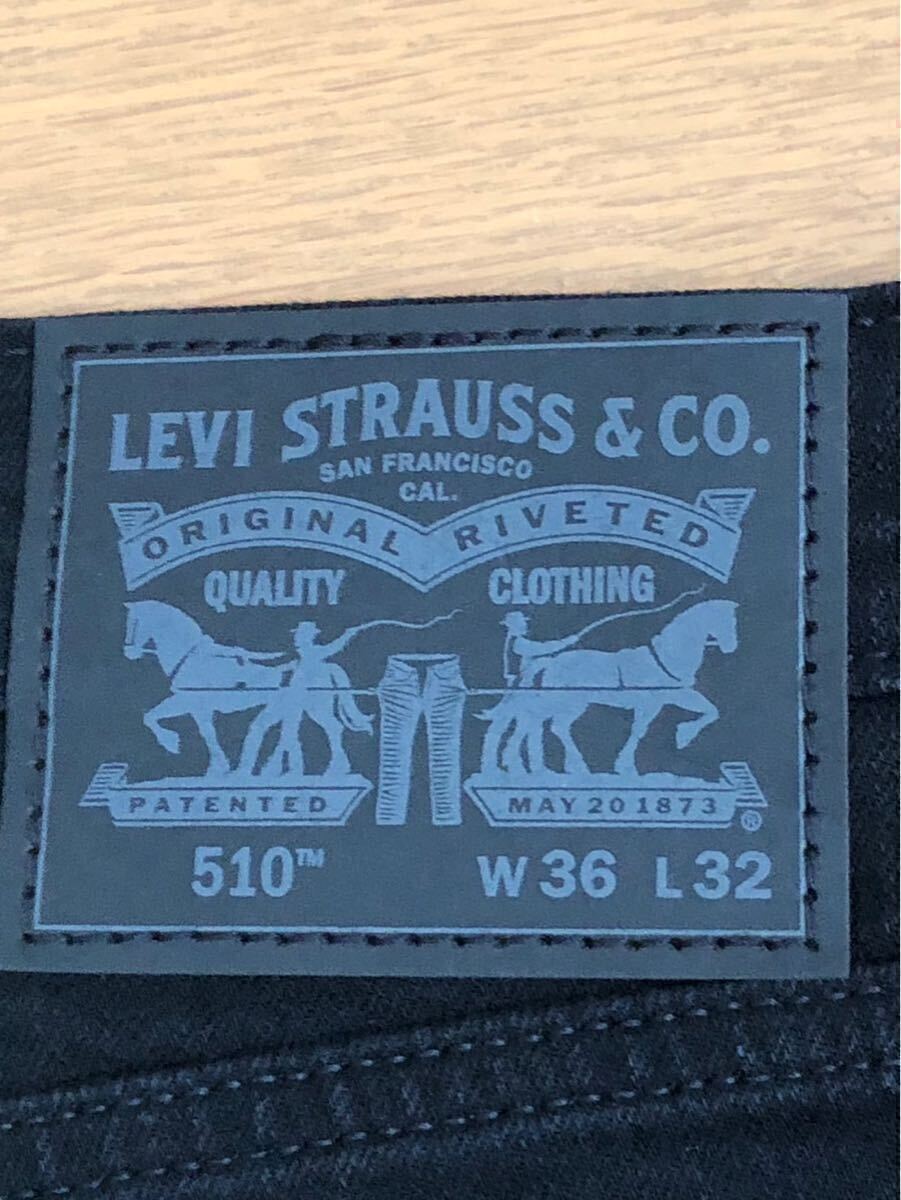 LEVI STRAUSS & CO.
SAN FRANCISCO
CAL.
ORIGINAL RIVETED
QUALITY CLOTHING
PATENTED MAY 20 1873 ®
510™ W 36 L 32